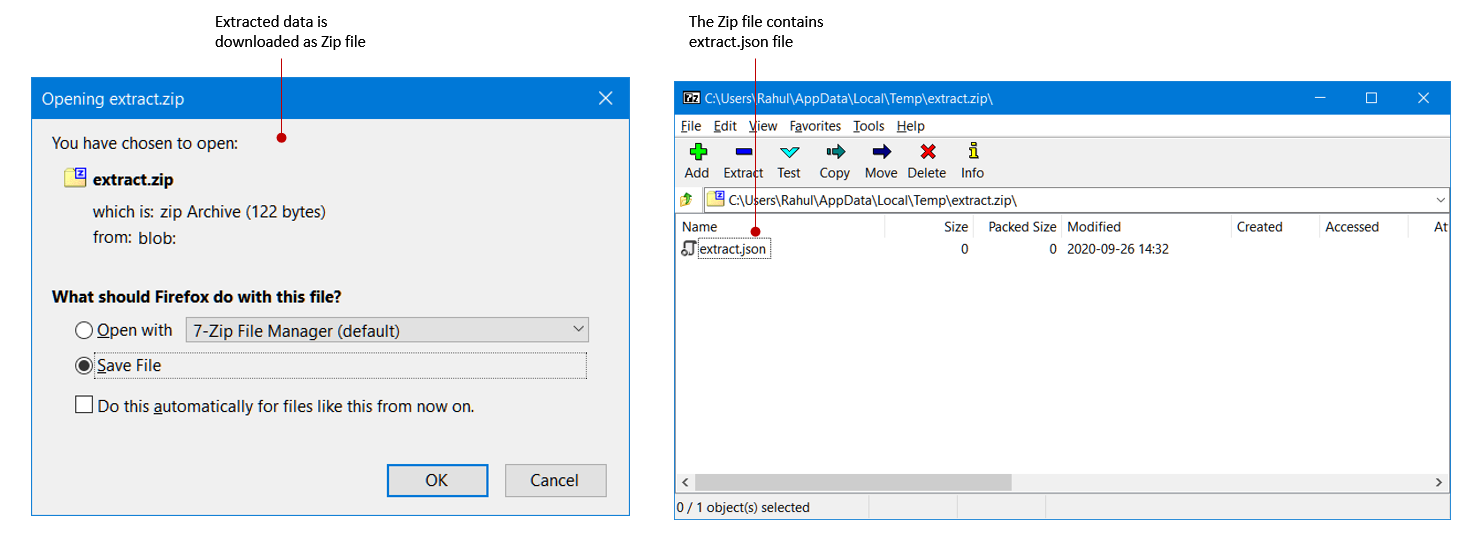 Extracted data is
downloaded as Zip file
Opening extract.zip
You have chosen to open:
extract.zip
which is: zip Archive (122 bytes)
from: blob:
What should Firefox do with this file?
Open with 7-Zip File Manager (default)
Save File
Do this automatically for files like this from now on.
OK Cancel
The Zip file contains
extract.json file
7z C:\Users\Rahul\AppData\Local\Temp\extract.zip\
File Edit View Favorites Tools Help
Add Extract Test Copy Move Delete Info
C:\Users\Rahul\AppData\Local\Temp\extract.zip\
Name Size Packed Size Modified Created Accessed At
extract.json 0 0 2020-09-26 14:32
0 / 1 object(s) selected